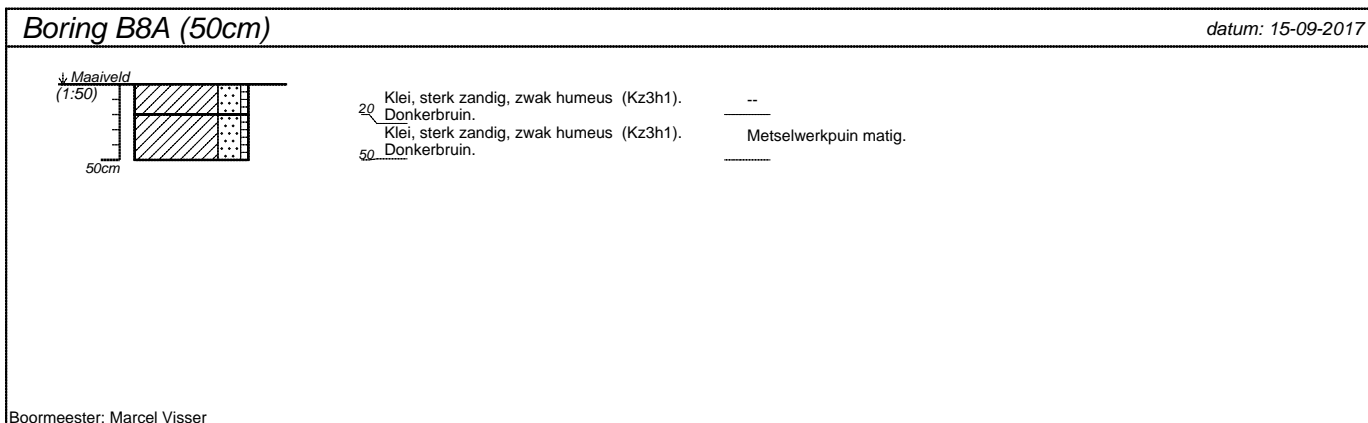 Boring B8A (50cm)
datum: 15-09-2017
Maaiveld
(1:50)
Klei, sterk zandig, zwak humeus (Kz3h1).
--
20
Donkerbruin.
Klei, sterk zandig, zwak humeus (Kz3h1).
Metselwerkpuin matig.
50
Donkerbruin.
50cm
Boormeester: Marcel Visser